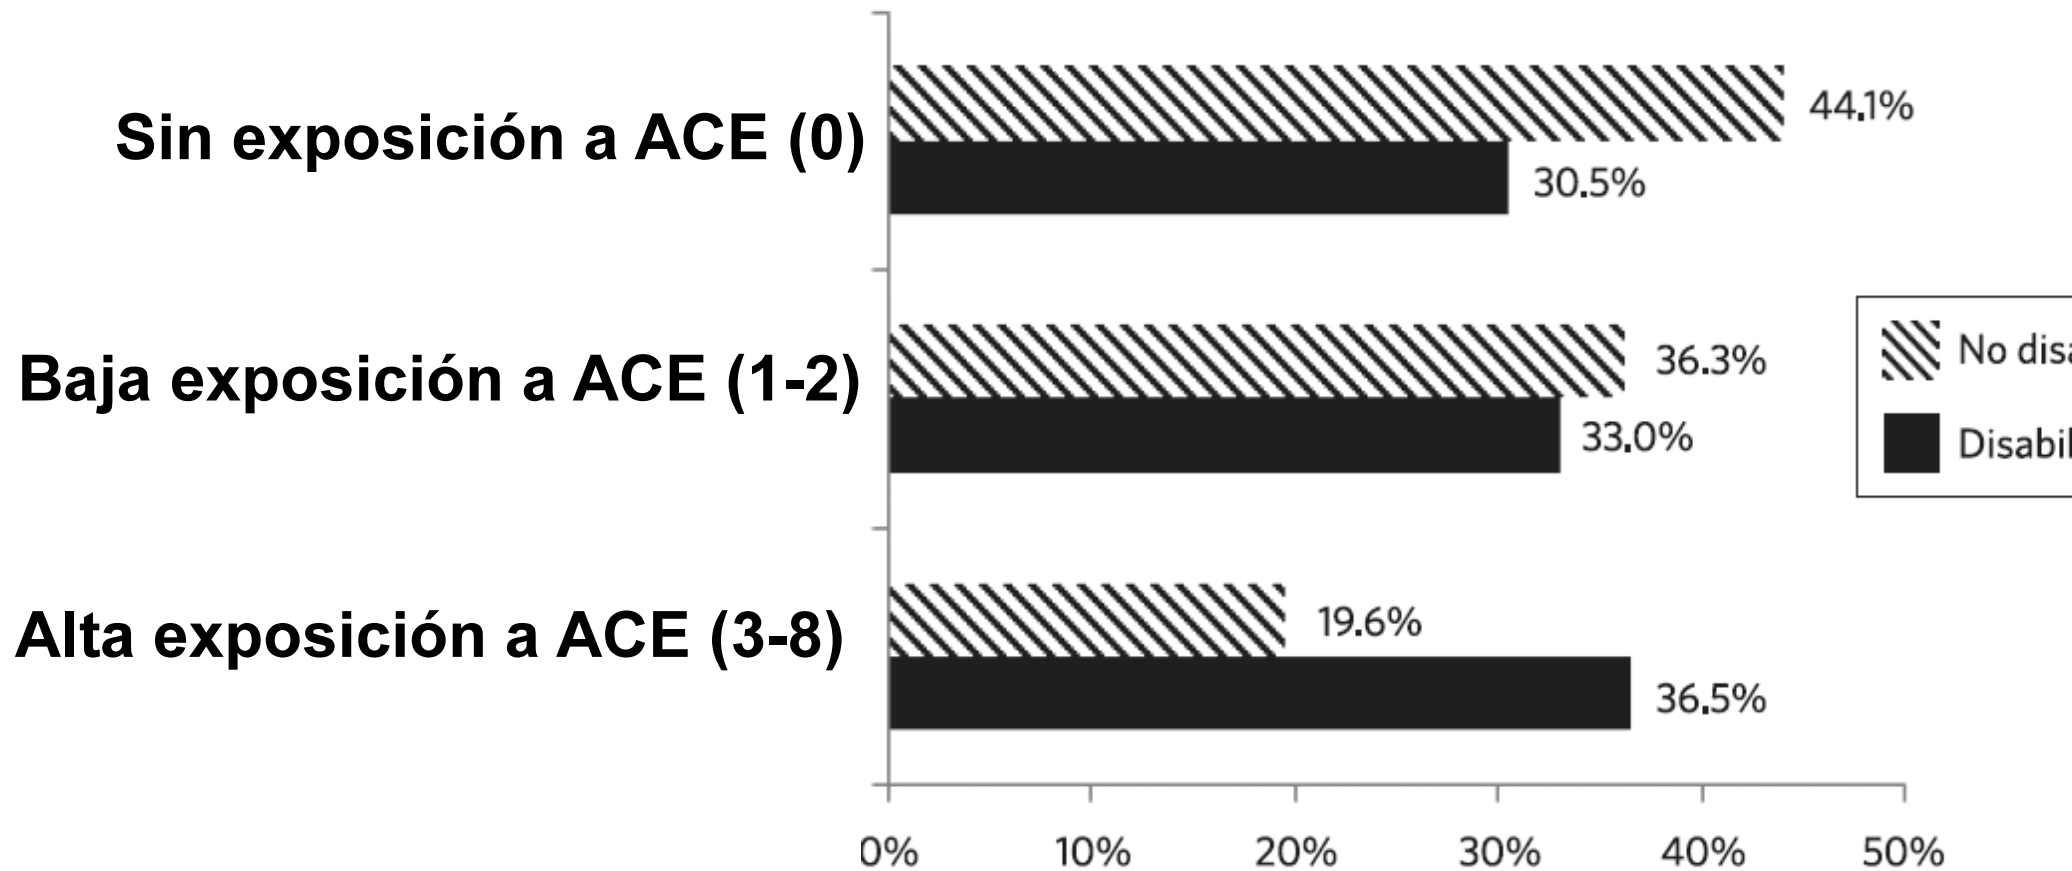 Sin exposición a ACE (0)
44.1%
30.5%
Baja exposición a ACE (1-2)
36.3%
33.0%
No
Alta exposición a ACE (3-8)
19.6%
36.5%
0% 10% 20% 30% 40% 50%